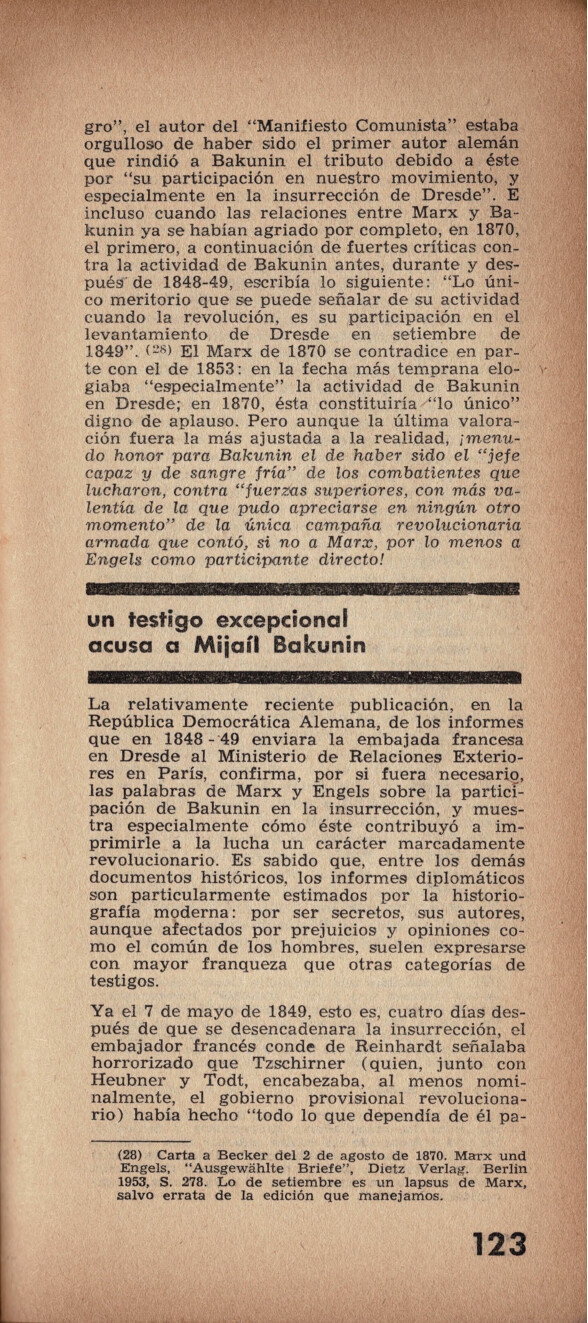 gro”, el autor del “Manifiesto Comunista” estaba
orgulloso de haber sido el primer autor alemán
que rindió a Bakunin el tributo debido a éste
por “su participación en nuestro movimiento, y
especialmente en la insurrección de Dresde”. E
incluso cuando las relaciones entre Marx y Ba-
kunin ya se habían agriado por completo, en 1870,
el primero, a continuación de fuertes críticas con-
tra la actividad de Bakunin antes, durante y des-
pués de 1848-49, escribía lo siguiente: “Lo úni-
co meritorio que se puede señalar de su actividad
cuando la revolución, es su participación en el
levantamiento de Dresde en setiembre de
1849”. (28) El Marx de 1870 se contradice en par-
te con el de 1853: en la fecha más temprana elo-
giaba “especialmente” la actividad de Bakunin
en Dresde; en 1870, ésta constituiría “lo único”
digno de aplauso. Pero aunque la última valora-
ción fuera la más ajustada a la realidad, ¡menu-
do honor para Bakunin el de haber sido el “jefe
capaz y de sangre fría” de los combatientes que
lucharon, contra “fuerzas superiores, con más va-
lentía de la que pudo apreciarse en ningún otro
momento” de la única campaña revolucionaria
armada que contó, si no a Marx, por lo menos a
Engels como participante directo!
un testigo excepcional
acusa a Mijaíl Bakunin
La relativamente reciente publicación, en la
República Democrática Alemana, de los informes
que en 1848-49 enviara la embajada francesa
en Dresde al Ministerio de Relaciones Exterio-
res en París, confirma, por si fuera necesario,
las palabras de Marx y Engels sobre la partici-
pación de Bakunin en la insurrección, y mues-
tra especialmente cómo éste contribuyó a im-
primirle a la lucha un carácter marcadamente
revolucionario. Es sabido que, entre los demás
documentos históricos, los informes diplomáticos
son particularmente estimados por la historio-
grafía moderna: por ser secretos, sus autores,
aunque afectados por prejuicios y opiniones co-
mo el común de los hombres, suelen expresarse
con mayor franqueza que otras categorías de
testigos.
Ya el 7 de mayo de 1849, esto es, cuatro días des-
pués de que se desencadenara la insurrección, el
embajador francés conde de Reinhardt señalaba
horrorizado que Tzschirner (quien, junto con
Heubner y Todt, encabezaba, al menos nomi-
nalmente, el gobierno provisional revoluciona-
rio) había hecho “todo lo que dependía de él pa-
(28) Carta a Becker del 2 de agosto de 1870. Marx und
Engels, “Ausgewählte Briefe”, Dietz Verlag. Berlin
1953, S. 278. Lo de setiembre es un lapsus de Marx,
salvo errata de la edición que manejamos.
123